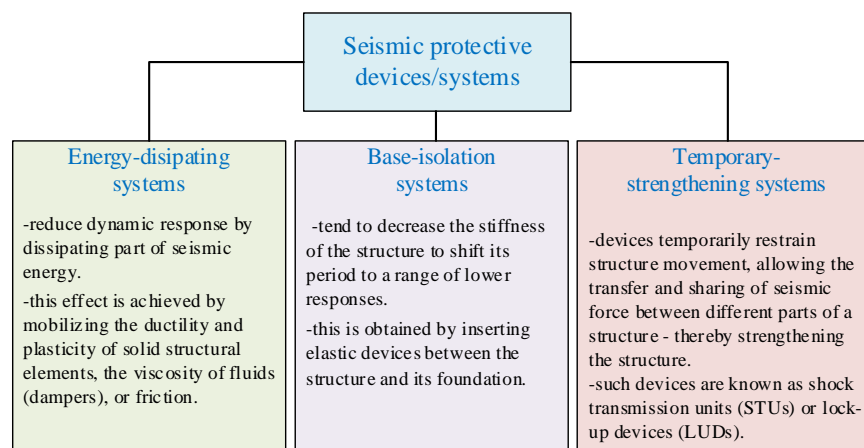 Seismic protective
devices/systems
Energy-disipating
systems
-reduce dynamic response by
dissipating part of seismic
energy.
-this effect is achieved by
mobilizing the ductility and
plasticity of solid structural
elements, the viscosity of fluids
(dampers), or friction.
Base-isolation
systems
-tend to decrease the stiffness
of the structure to shift its
period to a range of lower
responses.
-this is obtained by inserting
elastic devices between the
structure and its foundation.
Temporary-
strengthening systems
-devices temporarily restrain
structure movement, allowing the
transfer and sharing of seismic
force between different parts of a
structure - thereby strengthening
the structure.
-such devices are known as shock
transmission units (STUs) or lock-
up devices (LUDs).